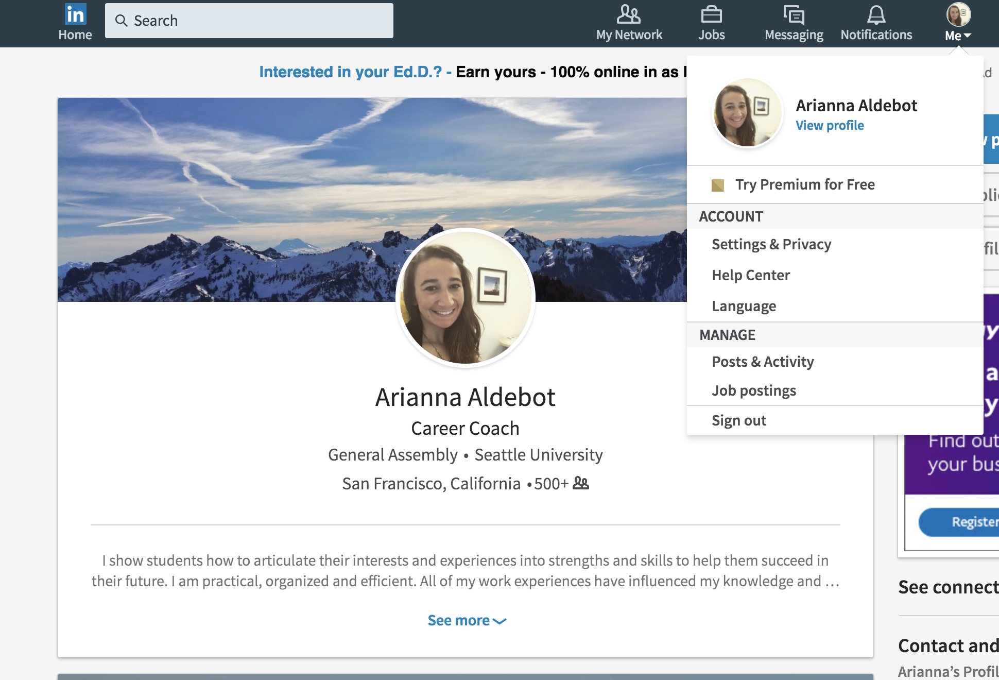 in
Home
Search
My Network
Jobs
Messaging
Notifications
Me
Interested in your Ed.D.? - Earn yours - 100% online in as
Arianna Aldebot
View profile
Try Premium for Free
ACCOUNT
Settings & Privacy
Help Center
Language
MANAGE
Posts & Activity
Job postings
Sign out
Arianna Aldebot
Career Coach
General Assembly • Seattle University
San Francisco, California • 500+
I show students how to articulate their interests and experiences into strengths and skills to help them succeed in
their future. I am practical, organized and efficient. All of my work experiences have influenced my knowledge and …
See more
Find out
your bus
Register
See connect
Contact and
Arianna’s Profil